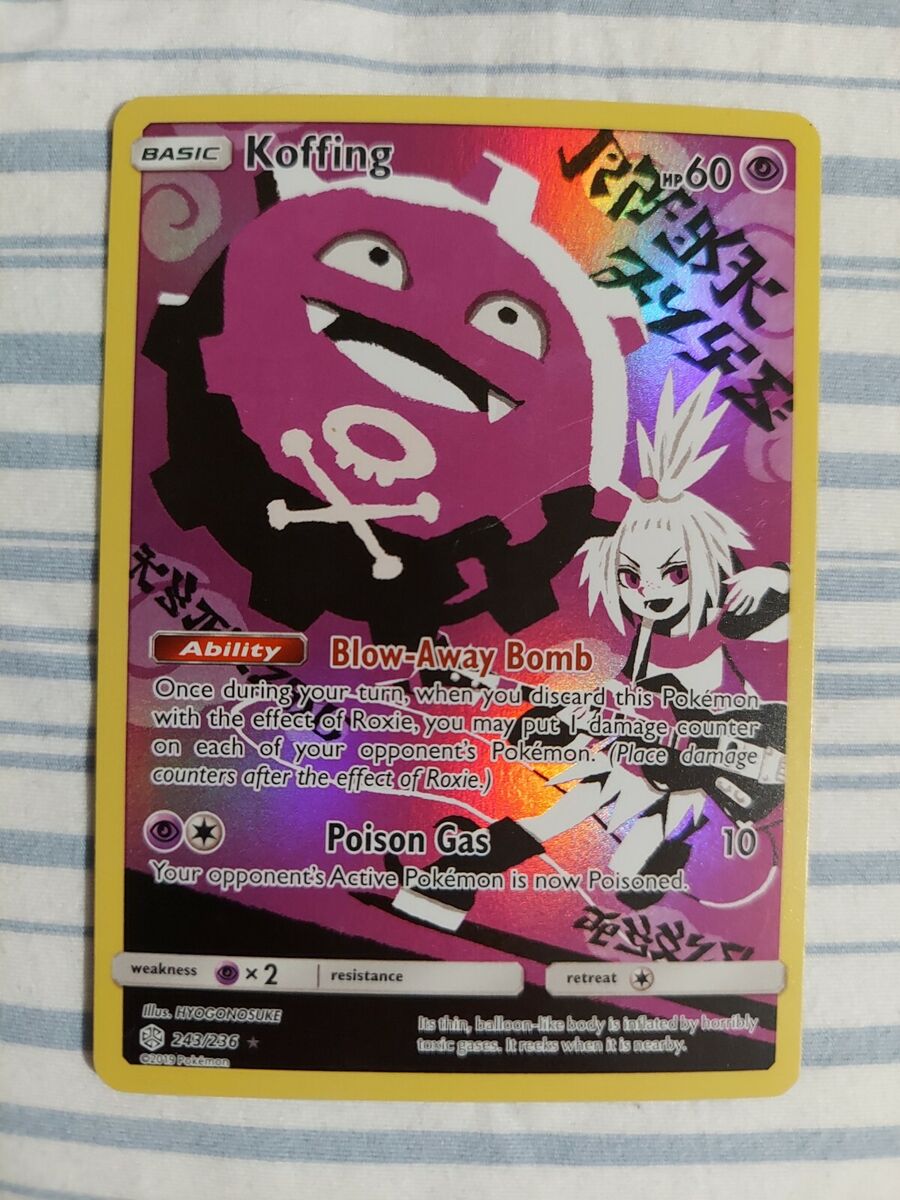 BASIC Koffing HP 60
Ability Blow-Away Bomb
Once during your turn, when you discard this Pokémon
with the effect of Roxie, you may put 1 damage counter
on each of your opponent's Pokémon. (Place damage
counters after the effect of Roxie.)
Poison Gas 10
Your opponent's Active Pokémon is now Poisoned.
weakness ×2 resistance retreat
Illus. HYOGONOSUKE
243/236
©2019 Pokémon
Its thin, balloon-like body is inflated by horribly
toxic gases. It reeks when it is nearby.